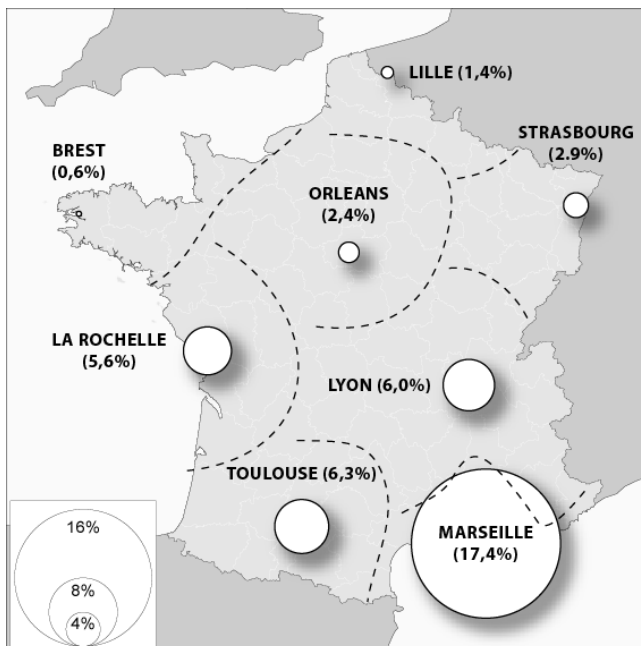 LILLE (1,4%)
STRASBOURG
(2.9%)
BREST
(0,6%)
ORLEANS
(2,4%)
LA ROCHELLE
(5,6%)
LYON (6,0%)
TOULOUSE (6,3%)
MARSEILLE
(17,4%)
16%
8%
4%